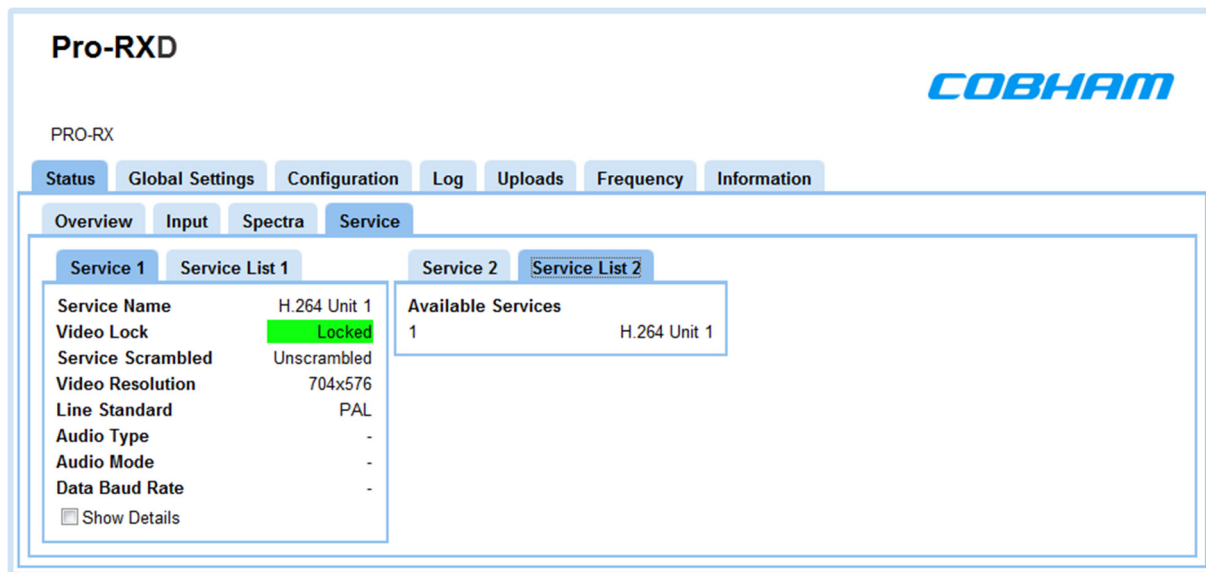 Pro-RXD
COBHAM
PRO-RX
Status Global Settings Configuration Log Uploads Frequency Information
Overview Input Spectra Service
Service 1 Service List 1 Service 2 Service List 2
Service Name H.264 Unit 1
Video Lock Locked
Service Scrambled Unscrambled
Video Resolution 704x576
Line Standard PAL
Audio Type -
Audio Mode -
Data Baud Rate -
Show Details
Available Services
1 H.264 Unit 1